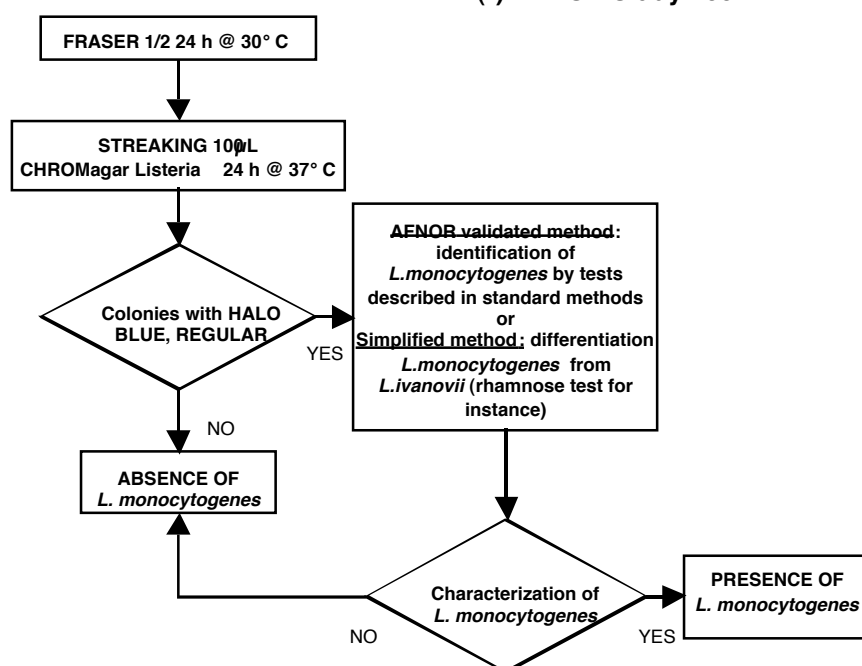 FRASER 1/2 24 h @ 30° C
STREAKING 100µL
CHROMagar Listeria 24 h @ 37° C
Colonies with HALO
BLUE, REGULAR
YES
NO
AFNOR validated method:
identification of
L.monocytogenes by tests
described in standard methods
or
Simplified method: differentiation
L.monocytogenes from
L.ivanovii (rhamnose test for
instance)
ABSENCE OF
L. monocytogenes
Characterization of
L. monocytogenes
NO
YES
PRESENCE OF
L. monocytogenes